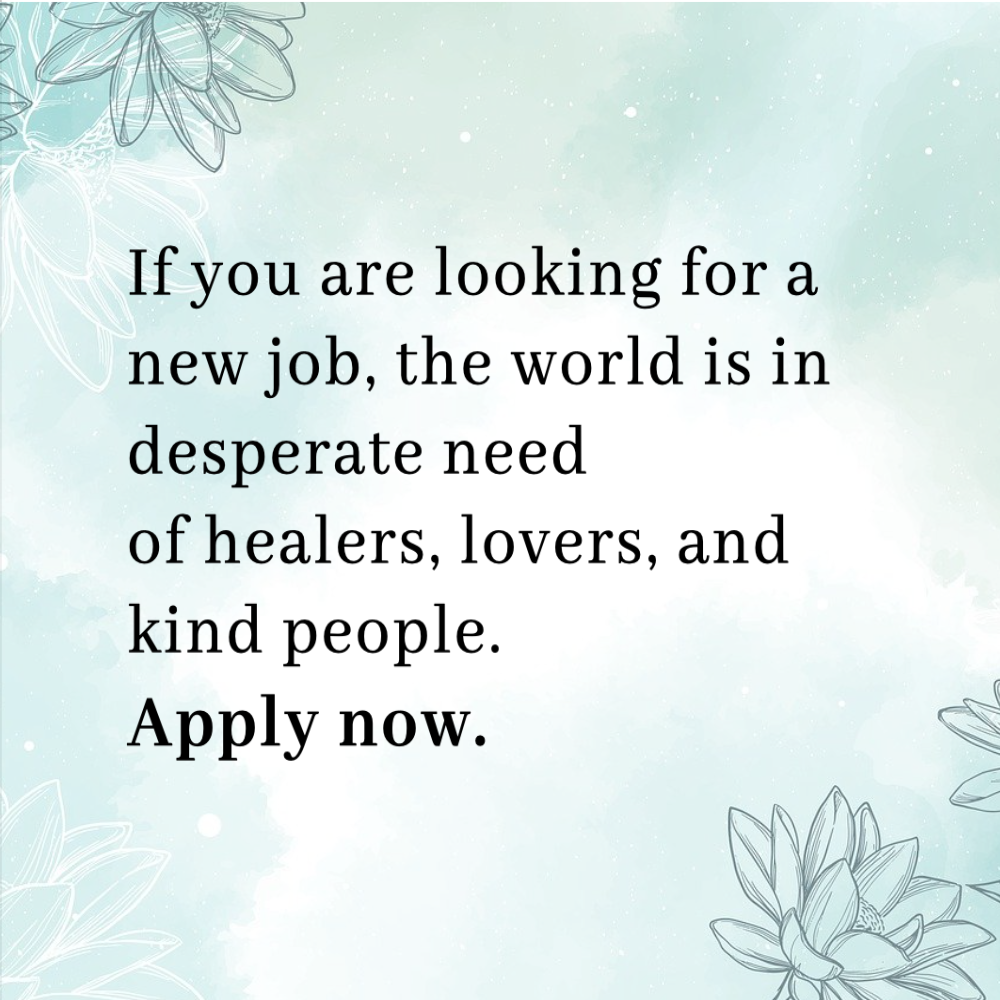 If you are looking for a
new job, the world is in
desperate need
of healers, lovers, and
kind people.
Apply now.